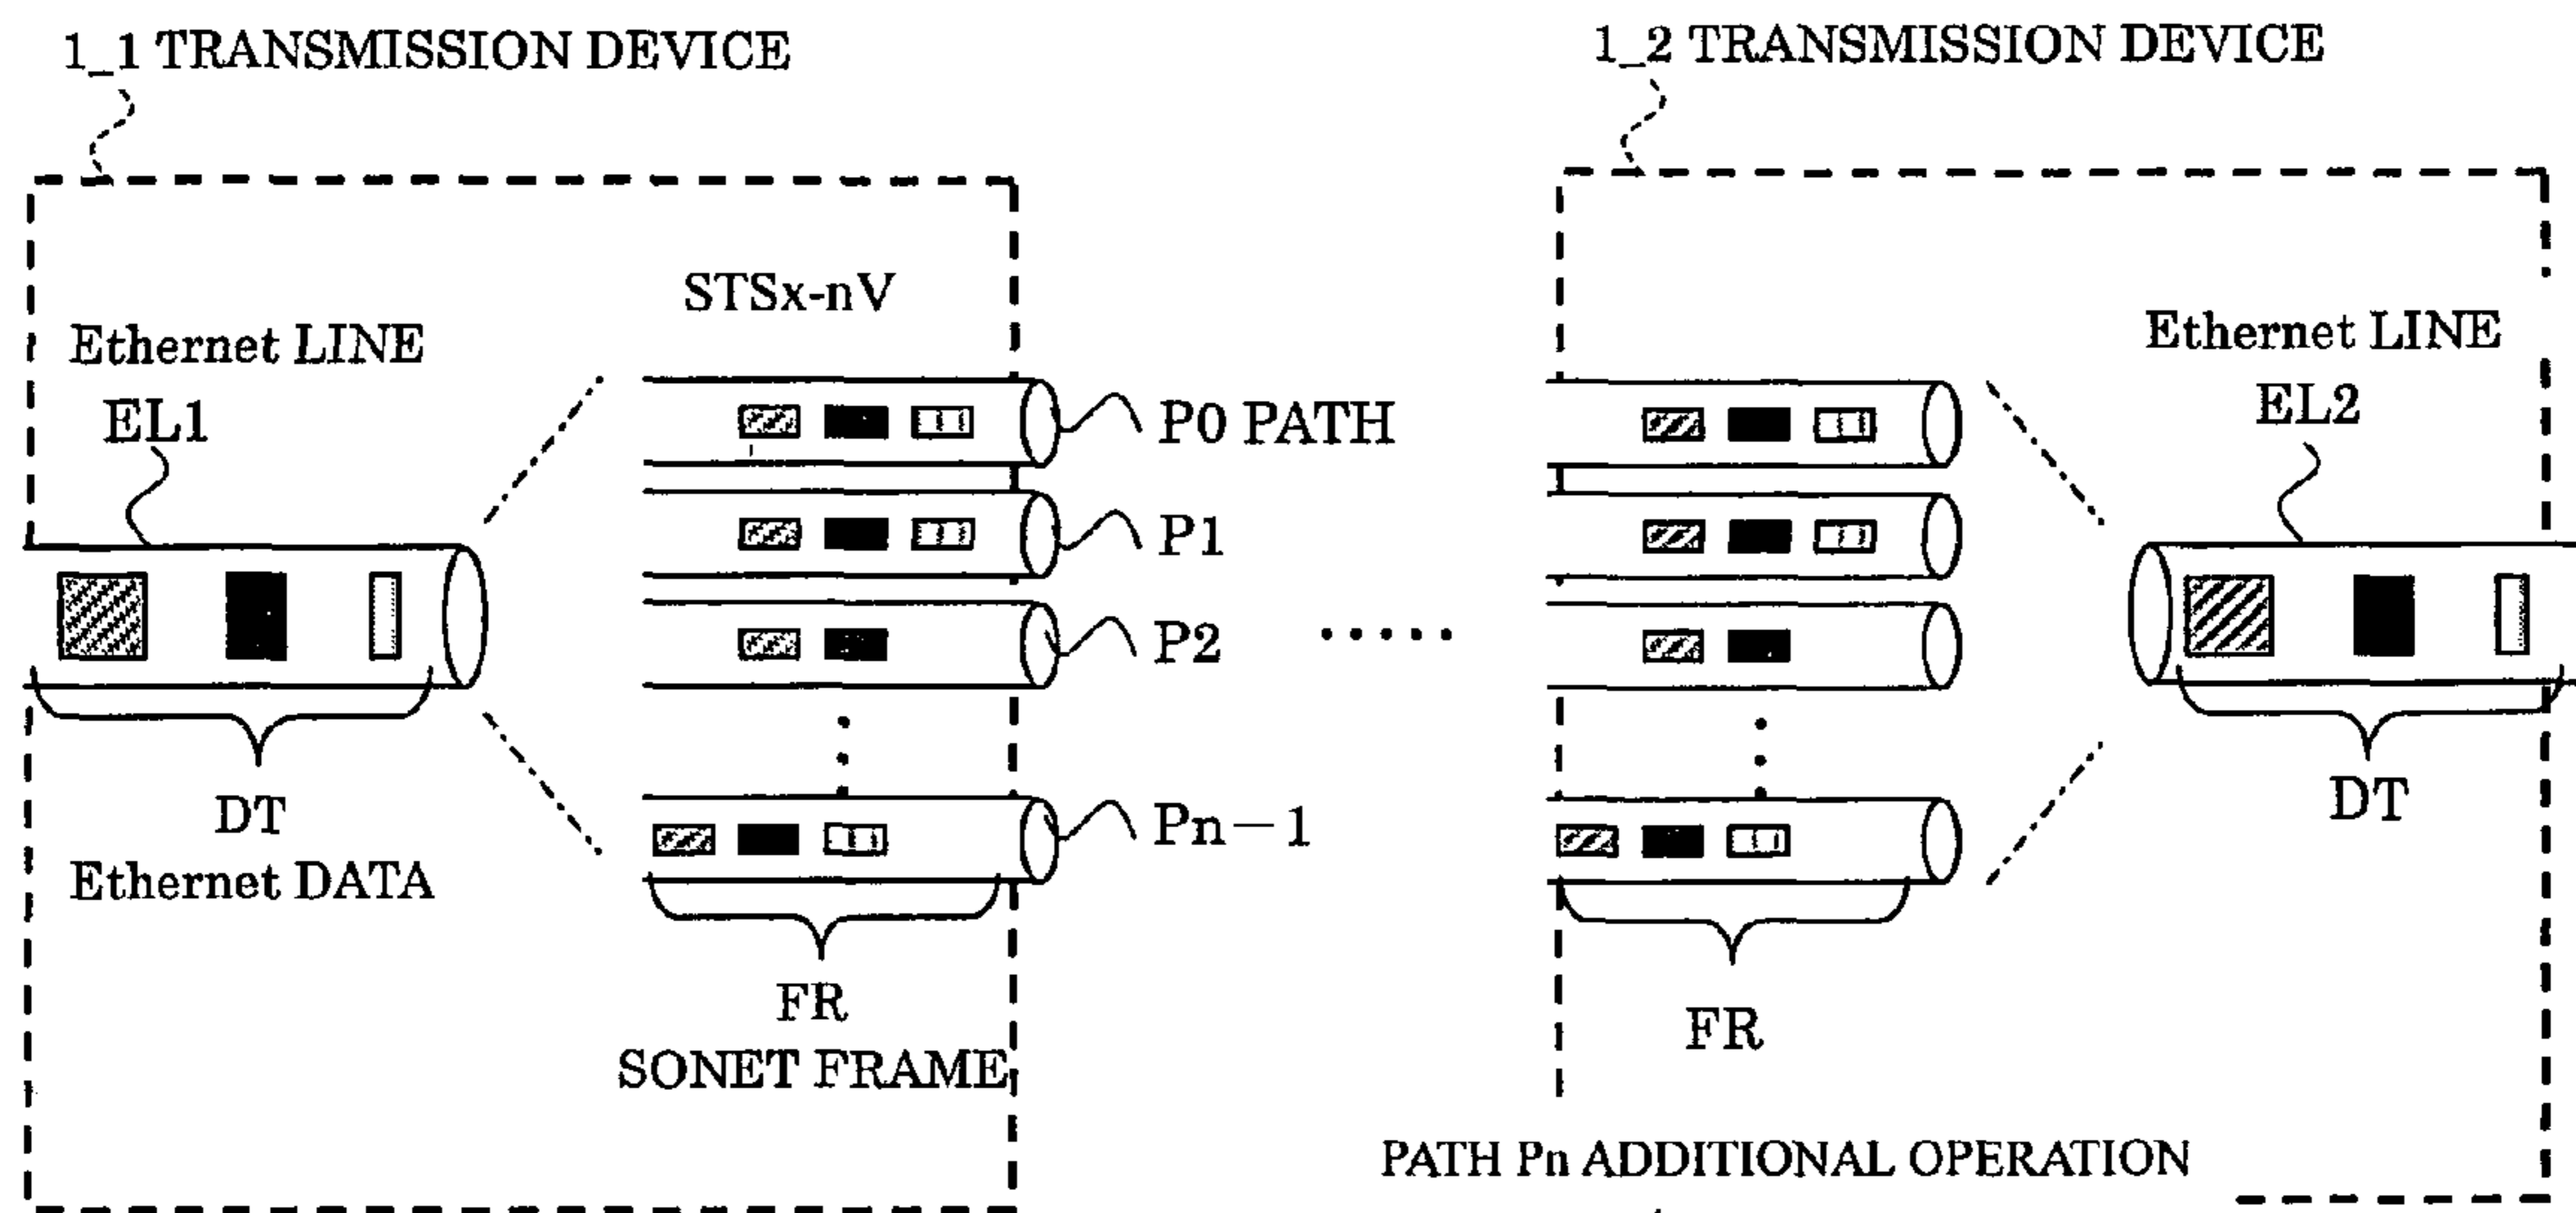 1_1 TRANSMISSION DEVICE
1_2 TRANSMISSION DEVICE
STSx-nV
Ethernet LINE
EL1
P0 PATH
P1
P2
Pn−1
DT
Ethernet DATA
FR
SONET FRAME
Ethernet LINE
EL2
DT
FR
PATH Pn ADDITIONAL OPERATION